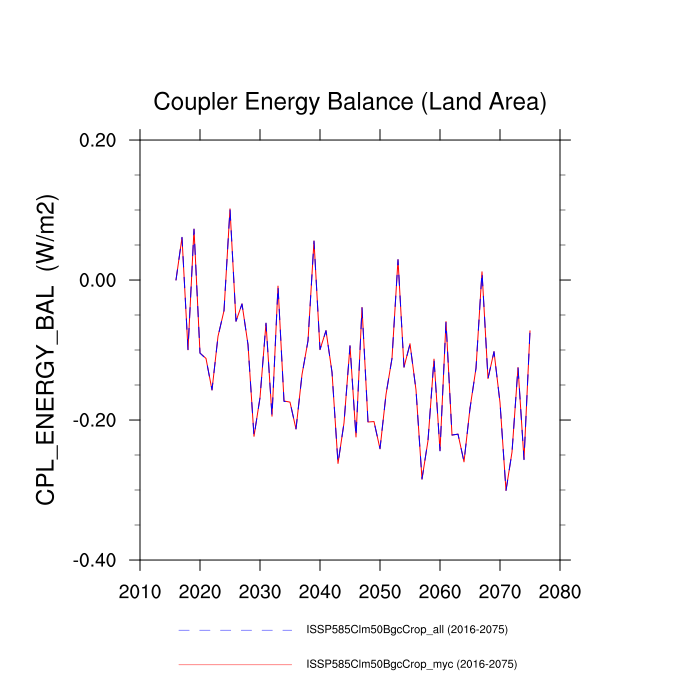 Coupler Energy Balance (Land Area)
CPL_ENERGY_BAL (W/m2)
0.20
0.00
-0.20
-0.40
2010 2020 2030 2040 2050 2060 2070 2080
ISSP585Clm50BgcCrop_all (2016-2075)
ISSP585Clm50BgcCrop_myc (2016-2075)